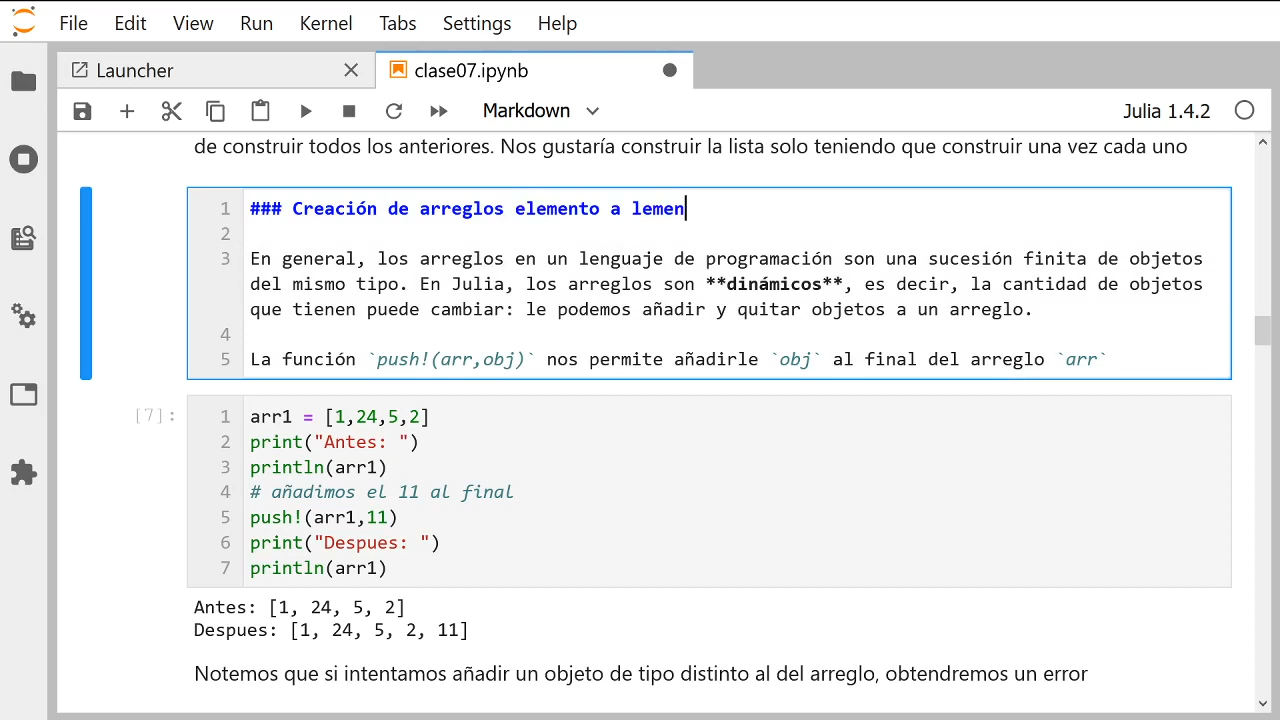 File Edit View Run Kernel Tabs Settings Help
Launcher clase07.ipynb
Markdown Julia 1.4.2
de construir todos los anteriores. Nos gustaría construir la lista solo teniendo que construir una vez cada uno
1 ### Creación de arreglos elemento a lemen
2
3 En general, los arreglos en un lenguaje de programación son una sucesión finita de objetos
del mismo tipo. En Julia, los arreglos son **dinámicos**, es decir, la cantidad de objetos
que tienen puede cambiar: le podemos añadir y quitar objetos a un arreglo.
4
5 La función `push!(arr,obj)` nos permite añadirle `obj` al final del arreglo `arr`
[7]: 1 arr1 = [1,24,5,2]
2 print("Antes: ")
3 println(arr1)
4 # añadimos el 11 al final
5 push!(arr1,11)
6 print("Despues: ")
7 println(arr1)
Antes: [1, 24, 5, 2]
Despues: [1, 24, 5, 2, 11]
Notemos que si intentamos añadir un objeto de tipo distinto al del arreglo, obtendremos un error